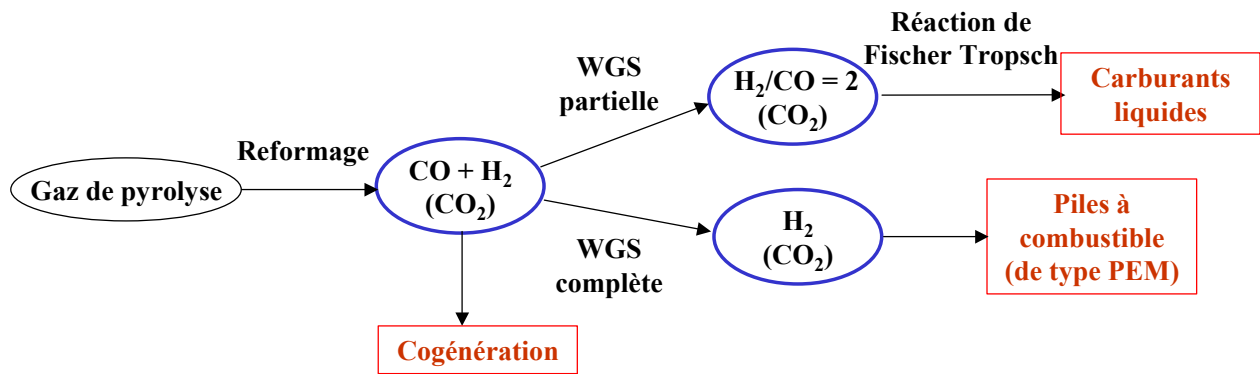 Gaz de pyrolyse
Reformage
CO + H₂
(CO₂)
WGS
partielle
H₂/CO = 2
(CO₂)
Réaction de
Fischer Tropsch
Carburants
liquides
WGS
complète
H₂
(CO₂)
Piles à
combustible
(de type PEM)
Cogénération